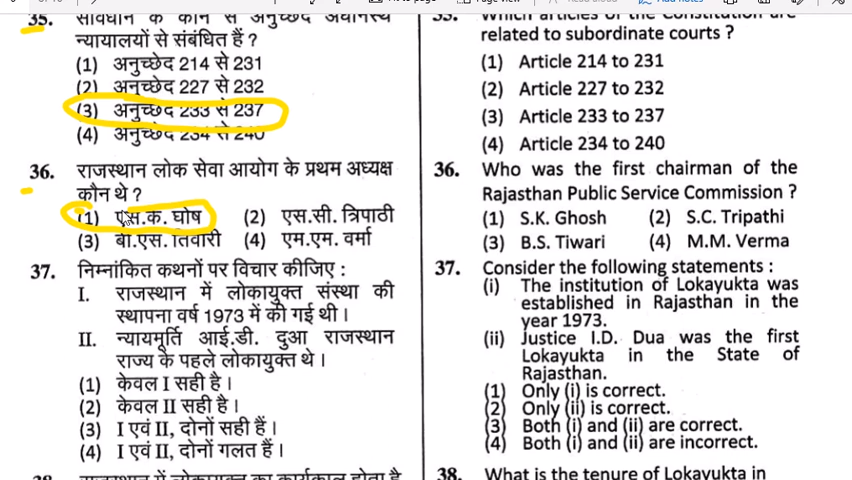 35. संविधान के कौन से अनुच्छेद अधीनस्थ
न्यायालयों से संबंधित हैं ?
(1) अनुच्छेद 214 से 231
(2) अनुच्छेद 227 से 232
(3) अनुच्छेद 233 से 237
(4) अनुच्छेद 234 से 240
36. राजस्थान लोक सेवा आयोग के प्रथम अध्यक्ष
कौन थे ?
(1) एस.के. घोष (2) एस.सी. त्रिपाठी
(3) बी.एस. तिवारी (4) एम.एम. वर्मा
37. निम्नांकित कथनों पर विचार कीजिए :
I. राजस्थान में लोकायुक्त संस्था की
स्थापना वर्ष 1973 में की गई थी ।
II. न्यायमूर्ति आई.डी. दुआ राजस्थान
राज्य के पहले लोकायुक्त थे ।
(1) केवल I सही है ।
(2) केवल II सही है ।
(3) I एवं II, दोनों सही हैं ।
(4) I एवं II, दोनों गलत हैं ।
38. राजस्थान में लोकायुक्त का कार्यकाल होता है
35. Which articles of the Constitution are
related to subordinate courts ?
(1) Article 214 to 231
(2) Article 227 to 232
(3) Article 233 to 237
(4) Article 234 to 240
36. Who was the first chairman of the
Rajasthan Public Service Commission ?
(1) S.K. Ghosh (2) S.C. Tripathi
(3) B.S. Tiwari (4) M.M. Verma
37. Consider the following statements :
(i) The institution of Lokayukta was
established in Rajasthan in the
year 1973.
(ii) Justice I.D. Dua was the first
Lokayukta in the State of
Rajasthan.
(1) Only (i) is correct.
(2) Only (ii) is correct.
(3) Both (i) and (ii) are correct.
(4) Both (i) and (ii) are incorrect.
38. What is the tenure of Lokayukta in